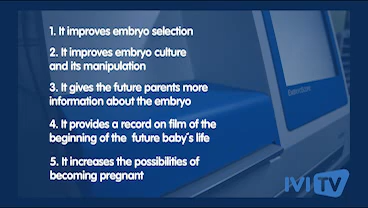 1. It improves embryo selection
2. It improves embryo culture
and its manipulation
3. It gives the future parents more
information about the embryo
4. It provides a record on film of the
beginning of the future baby´s life
5. It increases the possibilities of
becoming pregnant
IVI TV